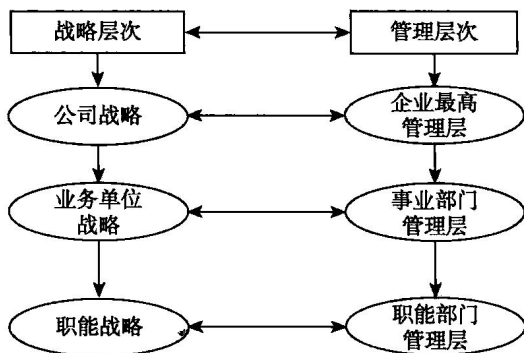 战略层次
管理层次
公司战略
企业最高
管理层
业务单位
战略
事业部门
管理层
职能战略
职能部门
管理层